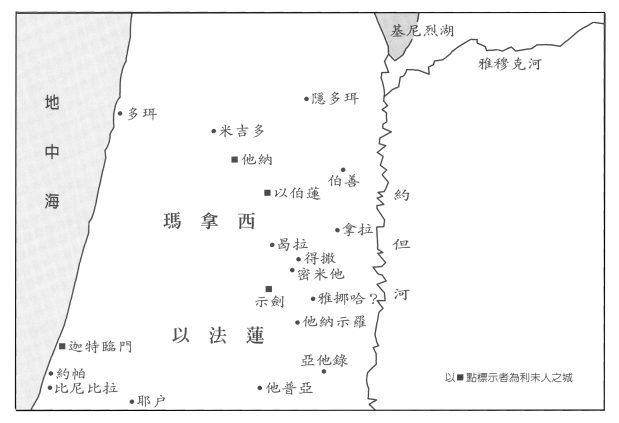 基尼烈湖
雅穆克河
地中海
隱多珥
多珥
米吉多
他納
伯善
以伯蓮
約但河
瑪拿西
拿拉
曷拉
得撒
密米他
示劍
雅挪哈？
他納示羅
以法蓮
迦特臨門
亞他錄
約帕
比尼比拉
他普亞
耶户
以■點標示者為利未人之城